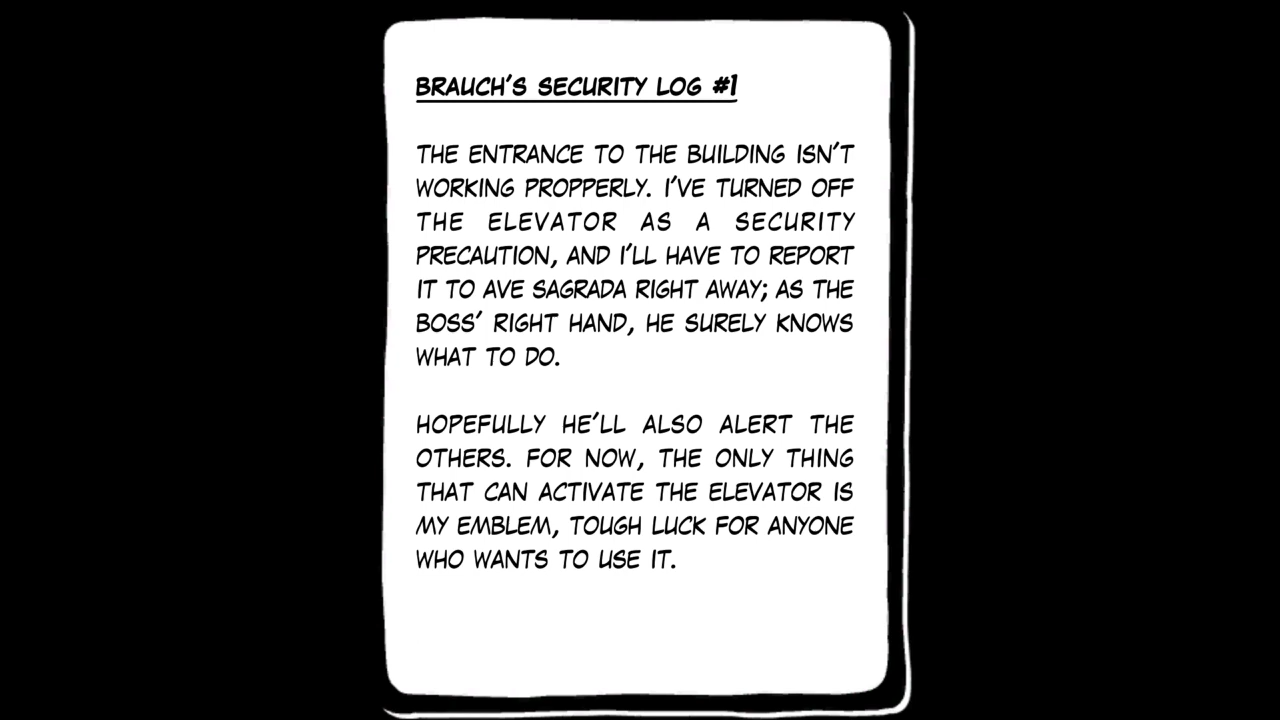 BRAUCH'S SECURITY LOG #1
THE ENTRANCE TO THE BUILDING ISN'T
WORKING PROPPERLY. I'VE TURNED OFF
THE ELEVATOR AS A SECURITY
PRECAUTION, AND I'LL HAVE TO REPORT
IT TO AVE SAGRADA RIGHT AWAY; AS THE
BOSS' RIGHT HAND, HE SURELY KNOWS
WHAT TO DO.
HOPEFULLY HE'LL ALSO ALERT THE
OTHERS. FOR NOW, THE ONLY THING
THAT CAN ACTIVATE THE ELEVATOR IS
MY EMBLEM, TOUGH LUCK FOR ANYONE
WHO WANTS TO USE IT.